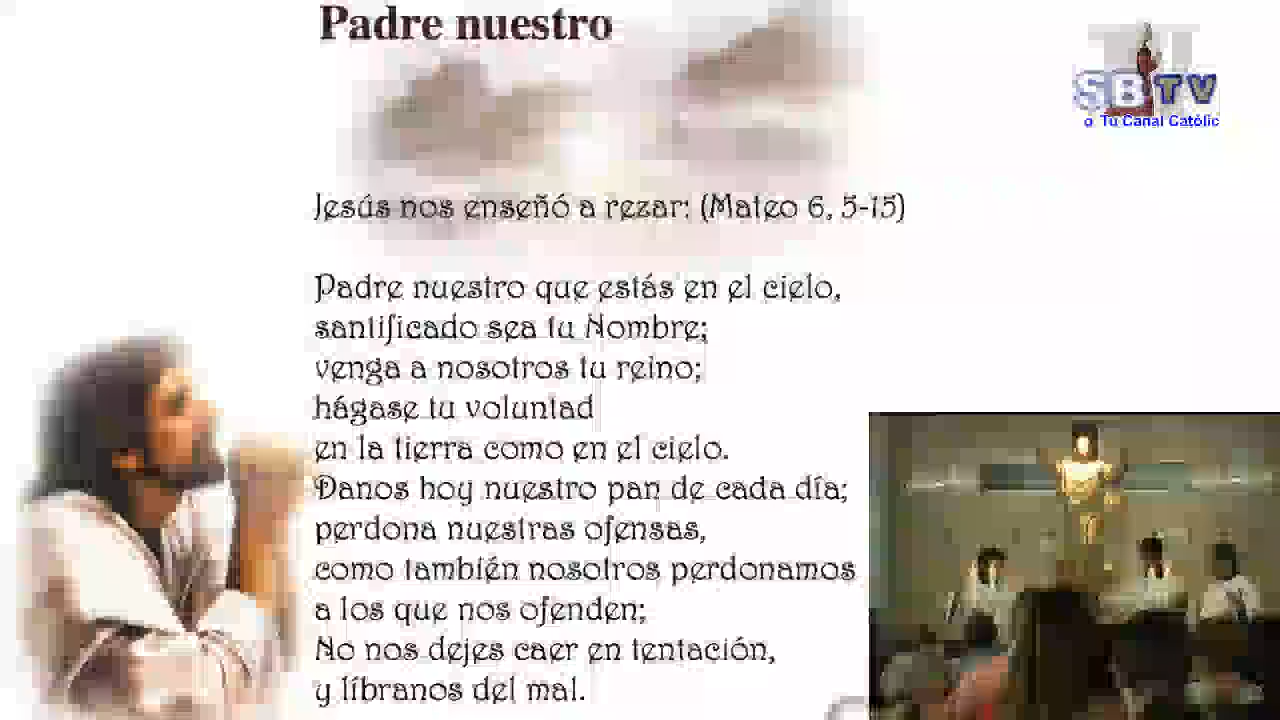 Padre nuestro
SBTV
o Tu Canal Catòlic
Jesús nos enseñó a rezar: (Mateo 6, 5-15)
Padre nuestro que estás en el cielo,
santificado sea tu Nombre;
venga a nosotros tu reino;
hágase tu voluntad
en la tierra como en el cielo.
Danos hoy nuestro pan de cada día;
perdona nuestras ofensas,
como también nosotros perdonamos
a los que nos ofenden;
No nos dejes caer en tentación,
y líbranos del mal.